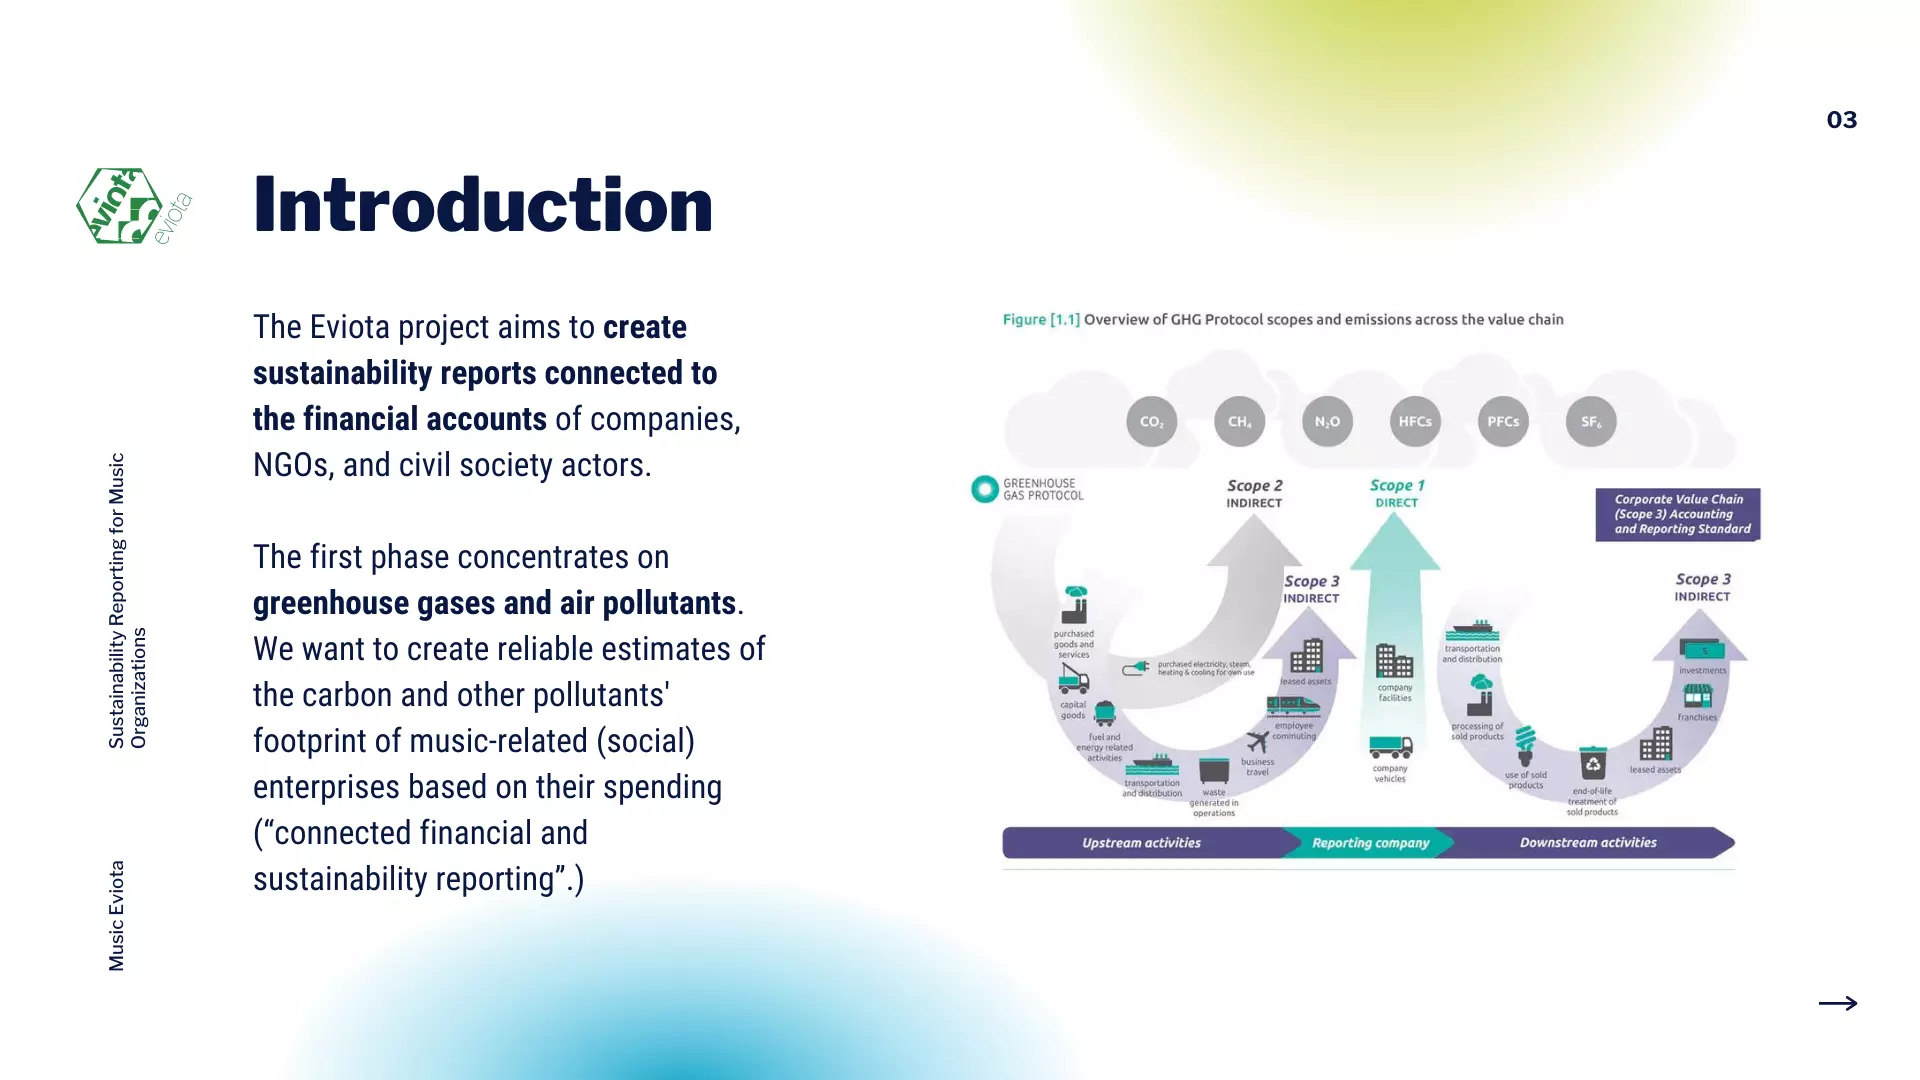 03
eviota
eviota
Introduction
The Eviota project aims to create
sustainability reports connected to
the financial accounts of companies,
NGOs, and civil society actors.
The first phase concentrates on
greenhouse gases and air pollutants.
We want to create reliable estimates of
the carbon and other pollutants'
footprint of music-related (social)
enterprises based on their spending
(“connected financial and
sustainability reporting”.)
Sustainability Reporting for Music
Organizations
Music Eviota
Figure [1.1] Overview of GHG Protocol scopes and emissions across the value chain
CO₂
CH₄
N₂O
HFCs
PFCs
SF₆
GREENHOUSE
GAS PROTOCOL
Scope 2
INDIRECT
Scope 1
DIRECT
Corporate Value Chain
(Scope 3) Accounting
and Reporting Standard
Scope 3
INDIRECT
Scope 3
INDIRECT
purchased
goods and
services
capital
goods
fuel and
energy related
activities
transportation
and distribution
waste
generated in
operations
business
travel
employee
commuting
leased assets
purchased electricity, steam,
heating & cooling for own use
company
facilities
company
vehicles
transportation
and distribution
processing of
sold products
use of sold
products
end-of-life
treatment of
sold products
leased assets
franchises
investments
$
Upstream activities
Reporting company
Downstream activities